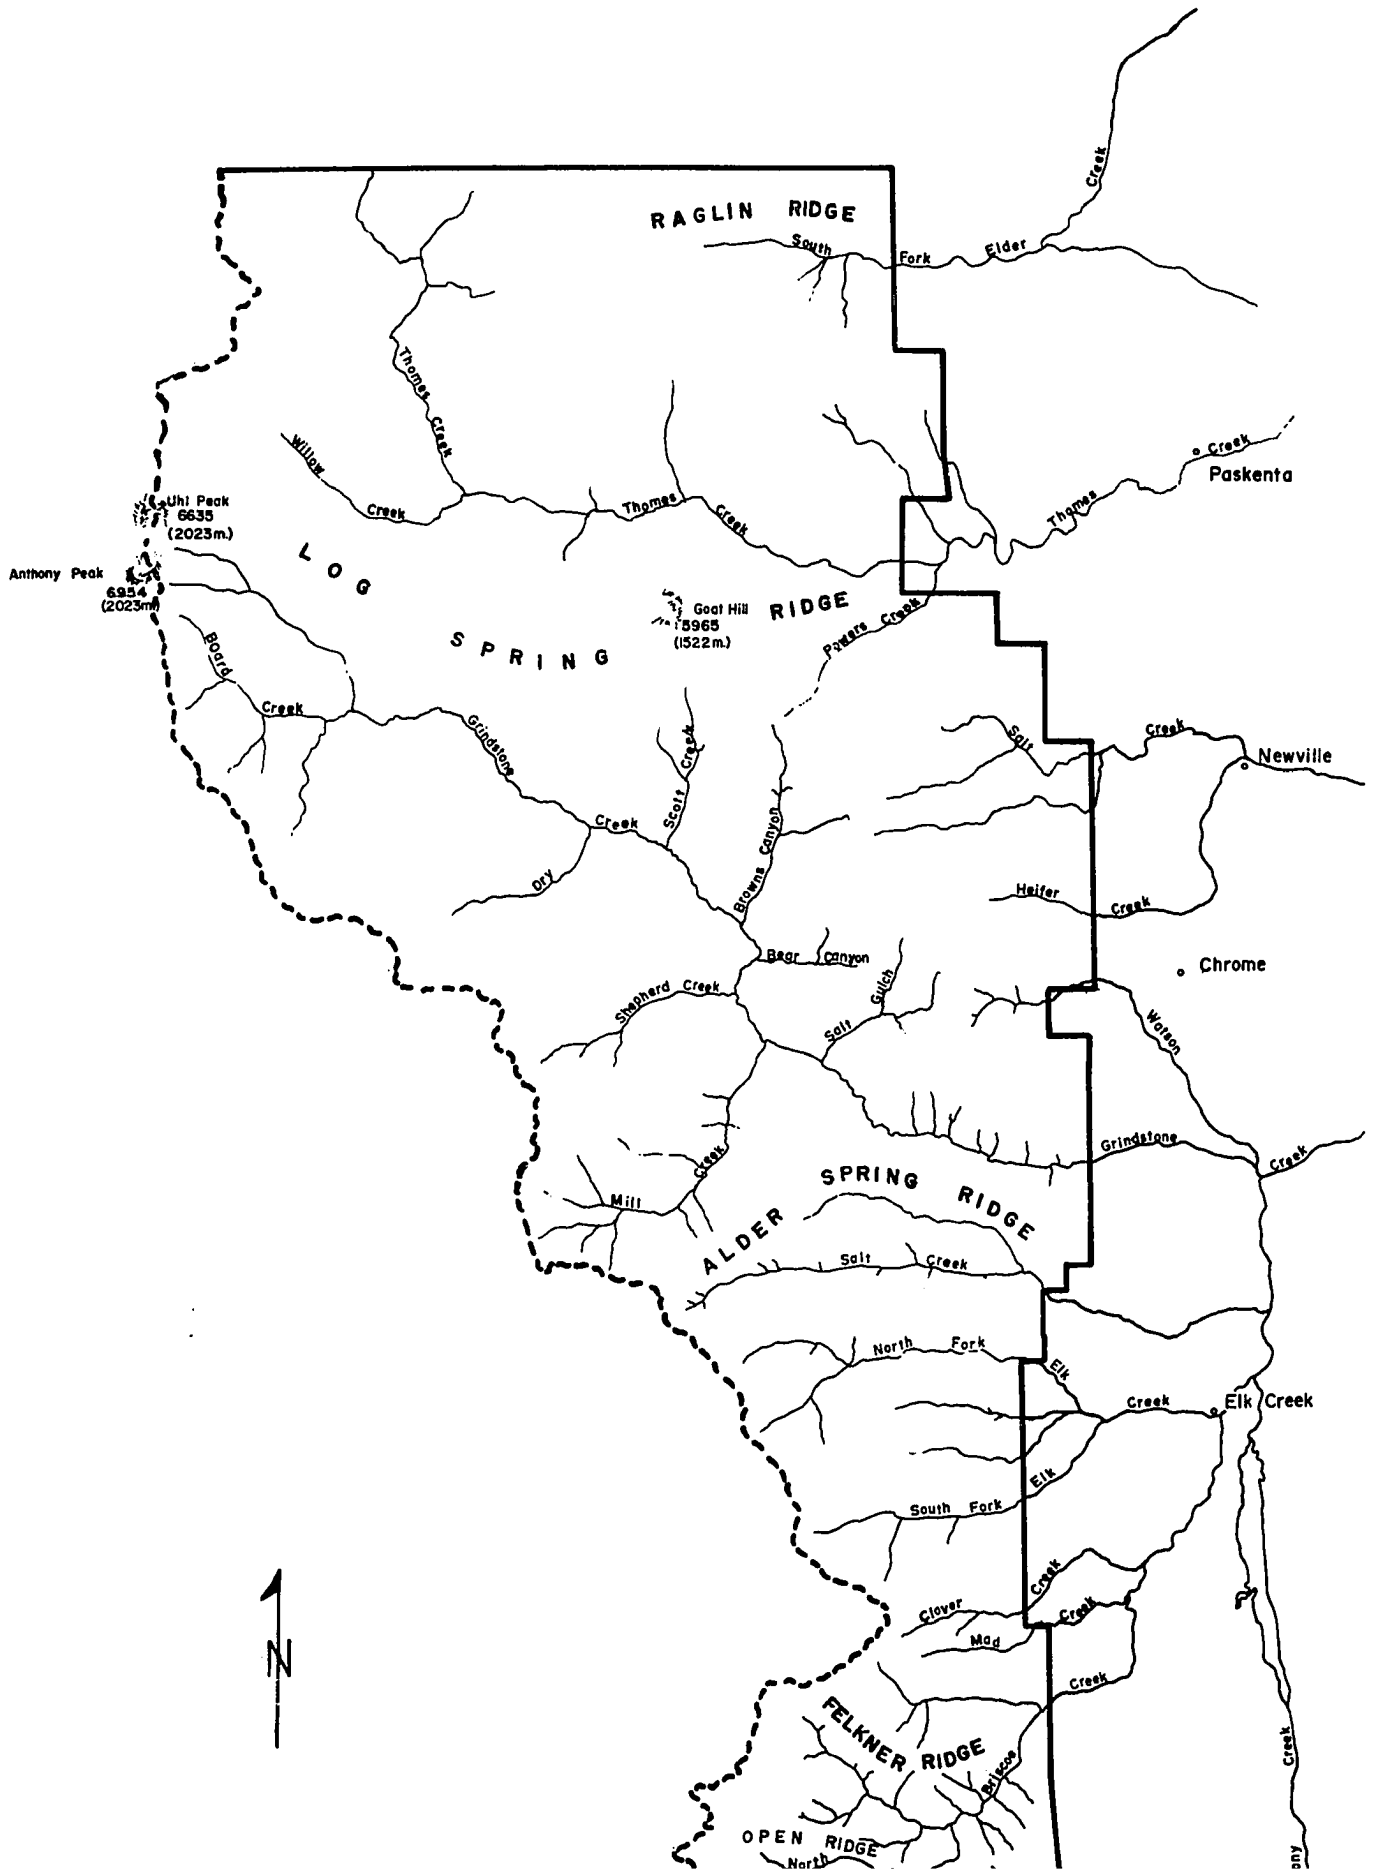 Creek
RAGLIN RIDGE
South Fork Elder
Thomes Creek
Willow Creek
Thomes Creek
Thomes Creek
Paskenta
Uhl Peak
6635
(2023m.)
Anthony Peak
6954
(2023m)
LOG SPRING RIDGE
Goat Hill
5965
(1522m.)
Powers Creek
Board Creek
Grindstone Creek
Scott Creek
Salt Creek
Newville
Dry
Browns Canyon
Heifer Creek
Bear Canyon
Chrome
Shepherd Creek
Salt Gulch
Watson
Grindstone Creek
Mill Creek
ALDER SPRING RIDGE
Salt Creek
North Fork Elk
Creek
Elk Creek
South Fork Elk
Clover Creek
Mad Creek
Creek
FELKNER RIDGE
Briscoe
N
Creek
OPEN RIDGE
North
ony